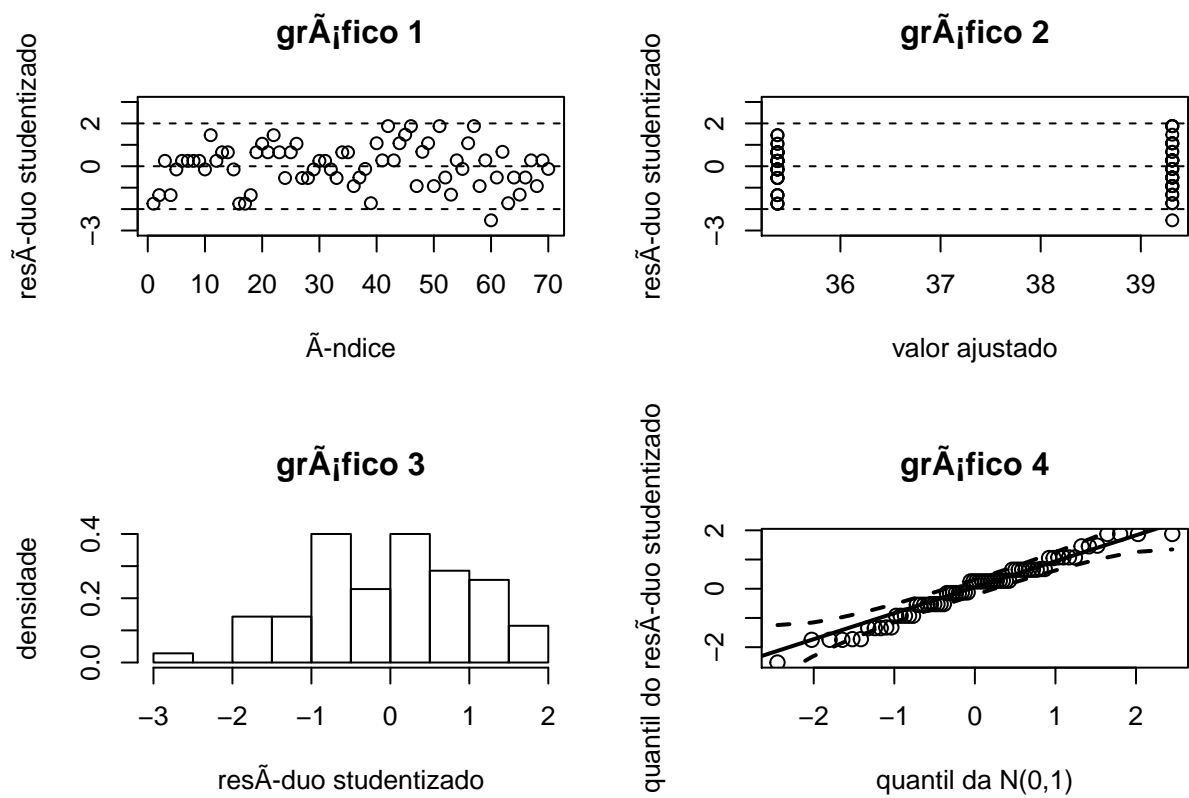 grÃ¡fico 1
resÃ-duo studentizado
2
0
−3
0 10 20 30 40 50 60 70
Ã-ndice
grÃ¡fico 2
resÃ-duo studentizado
2
0
−3
36 37 38 39
valor ajustado
grÃ¡fico 3
densidade
0.4
0.2
0.0
−3 −2 −1 0 1 2
resÃ-duo studentizado
grÃ¡fico 4
quantil do resÃ-duo studentizado
2
0
−2
−2 −1 0 1 2
quantil da N(0,1)